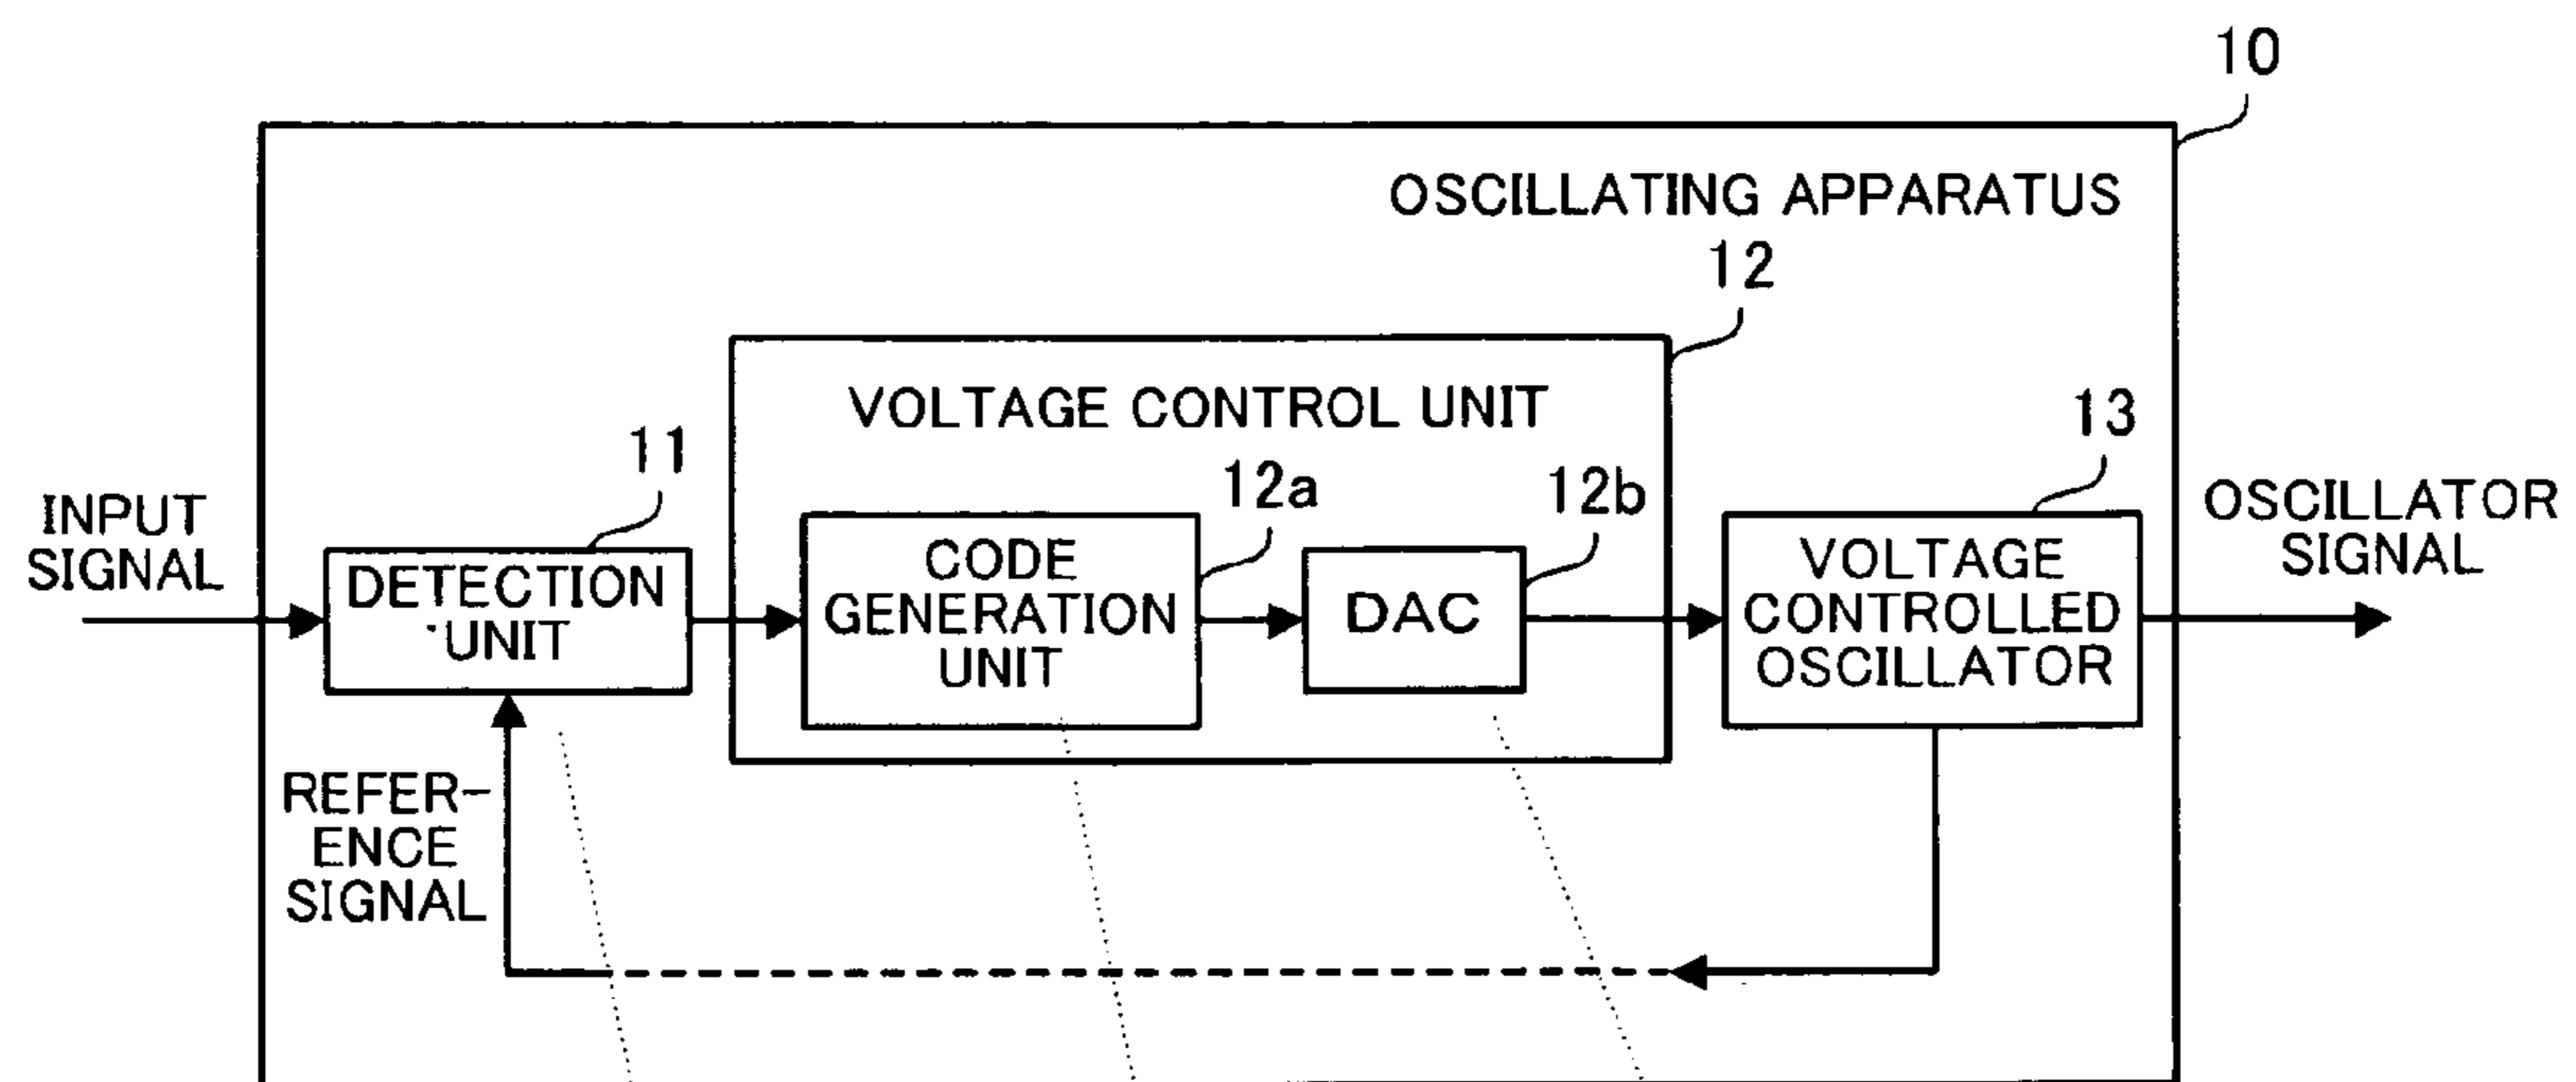 10
OSCILLATING APPARATUS
12
VOLTAGE CONTROL UNIT
11
12a
12b
13
INPUT
SIGNAL
DETECTION
UNIT
CODE
GENERATION
UNIT
DAC
VOLTAGE
CONTROLLED
OSCILLATOR
OSCILLATOR
SIGNAL
REFER-
ENCE
SIGNAL